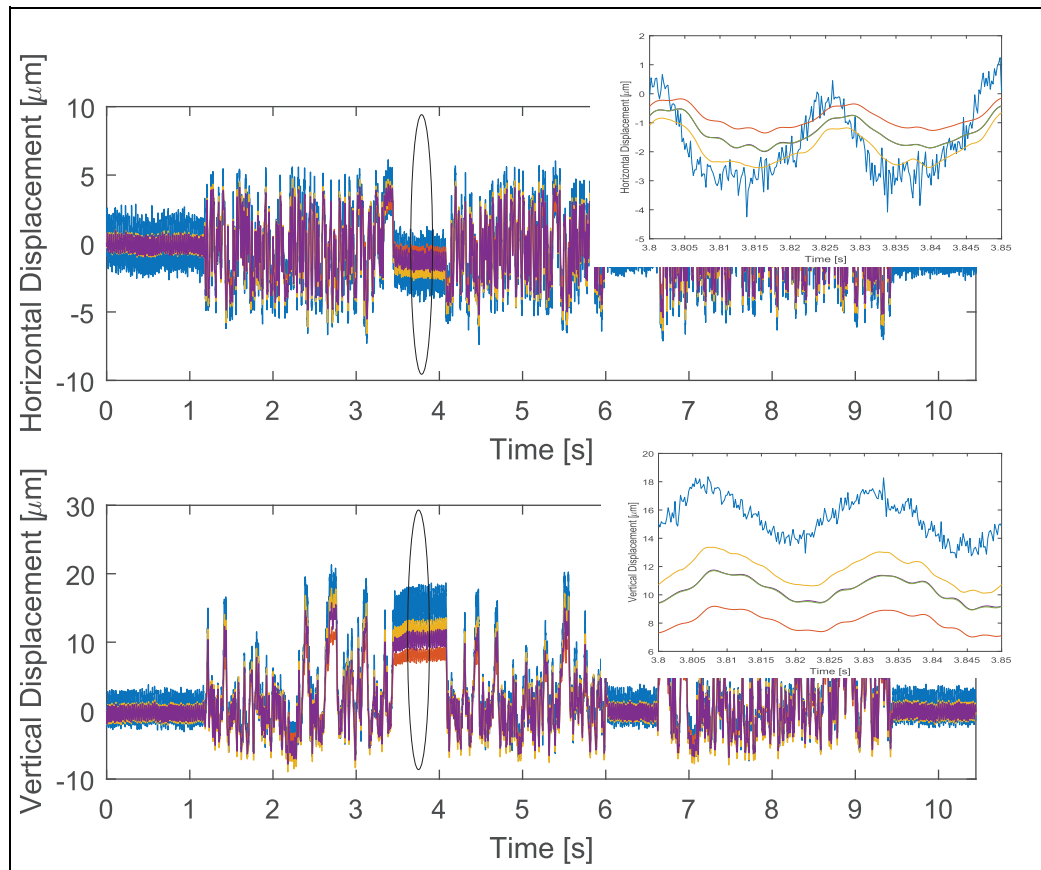 Horizontal Displacement [μm]
10
5
0
-5
-10
0 1 2 3 4 5 6 7 8 9 10
Time [s]
Horizontal Displacement [μm]
2
1
0
-1
-2
-3
-4
-5
3.8 3.805 3.81 3.815 3.82 3.825 3.83 3.835 3.84 3.845 3.85
Time [s]
Vertical Displacement [μm]
30
20
10
0
-10
0 1 2 3 4 5 6 7 8 9 10
Time [s]
Vertical Displacement [μm]
20
18
16
14
12
10
8
6
3.8 3.805 3.81 3.815 3.82 3.825 3.83 3.835 3.84 3.845 3.85
Time [s]